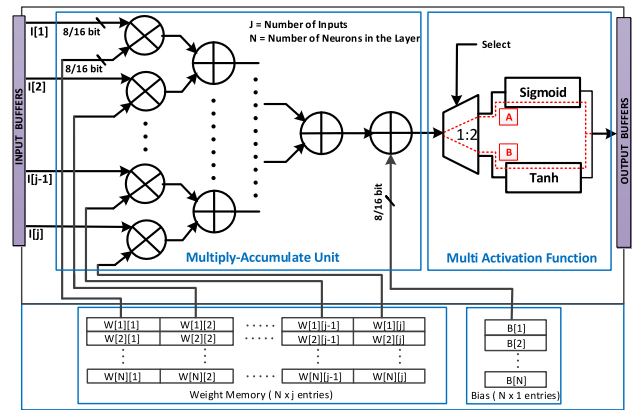 I[1]
8/16 bit
8/16 bit
J = Number of Inputs
N = Number of Neurons in the Layer
Select
INPUT BUFFERS
I[2]
Sigmoid
A
1:2
B
OUTPUT BUFFERS
I[j-1]
Tanh
8/16 bit
I[j]
Multiply-Accumulate Unit
Multi Activation Function
W[1][1] W[1][2] W[1][j-1] W[1][j]
W[2][1] W[2][2] W[2][j-1] W[2][j]
W[N][1] W[N][2] W[N][j-1] W[N][j]
Weight Memory ( N x j entries)
B[1]
B[2]
B[N]
Bias ( N x 1 entries)